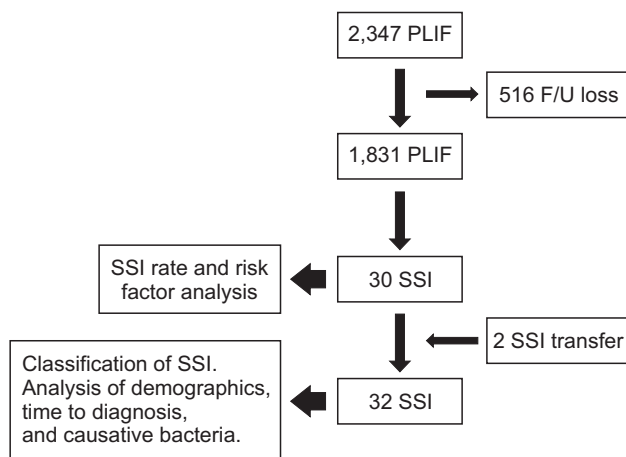 2,347 PLIF
516 F/U loss
1,831 PLIF
SSI rate and risk
factor analysis
30 SSI
2 SSI transfer
Classification of SSI.
Analysis of demographics,
time to diagnosis,
and causative bacteria.
32 SSI